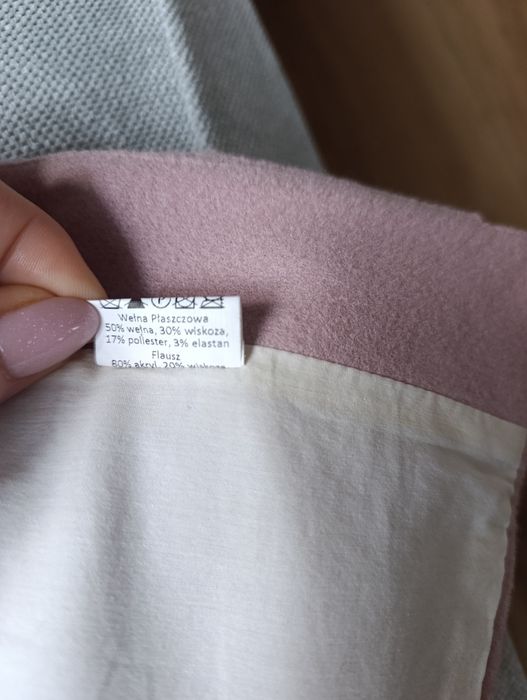 Wełna Płaszczowa
50% wełna, 30% wiskoza,
17% poliester, 3% elastan
Flausz
80% akryl, 20% wiskoza